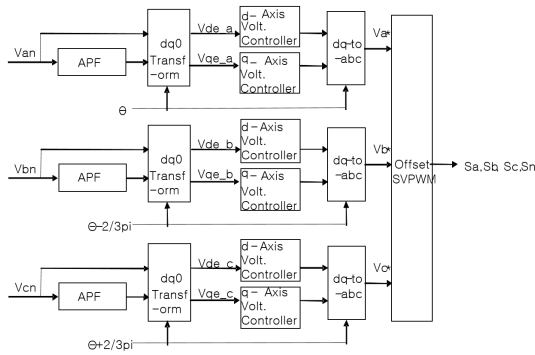 Van
APF
dq0
Transf
-orm
Vde_a
Vqe_a
d-Axis
Volt.
Controller
q- Axis
Volt.
Controller
dq-to
-abc
Va*
Θ
Vbn
APF
dq0
Transf
-orm
Vde_b
Vqe_b
d-Axis
Volt.
Controller
q- Axis
Volt.
Controller
dq-to
-abc
Vb*
Θ-2/3pi
Offset
SVPWM
Sa,Sb, Sc,Sn
Vcn
APF
dq0
Transf
-orm
Vde_c
Vqe_c
d-Axis
Volt.
Controller
q- Axis
Volt.
Controller
dq-to
-abc
Vc*
Θ+2/3pi